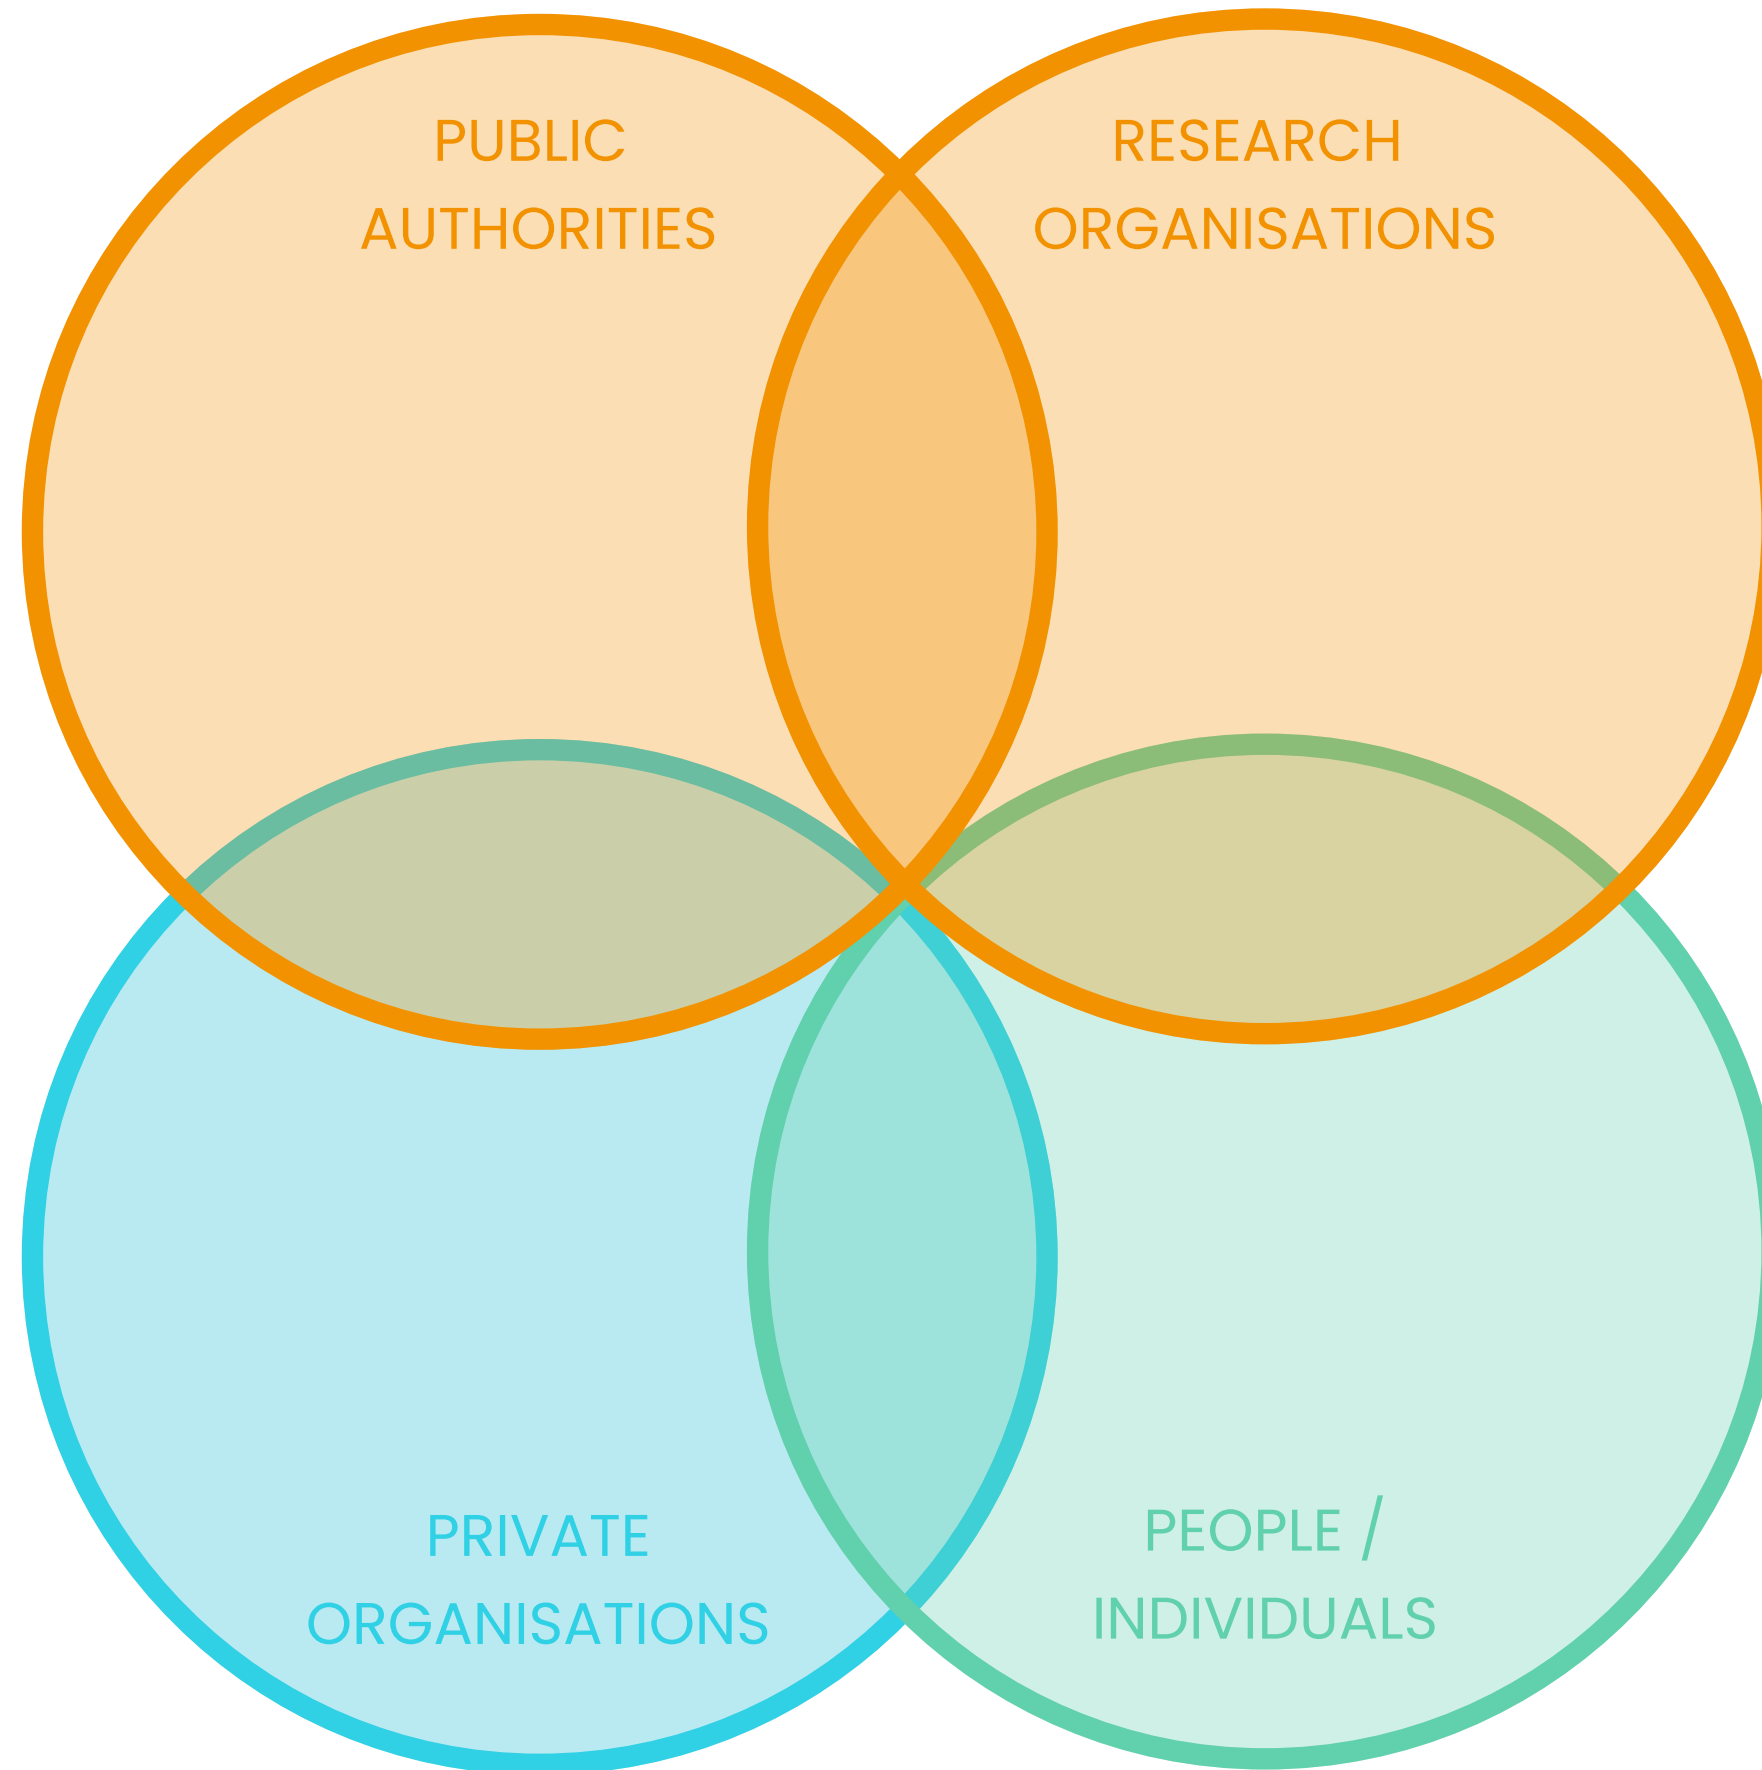 PUBLIC
AUTHORITIES
RESEARCH
ORGANISATIONS
PRIVATE
ORGANISATIONS
PEOPLE /
INDIVIDUALS